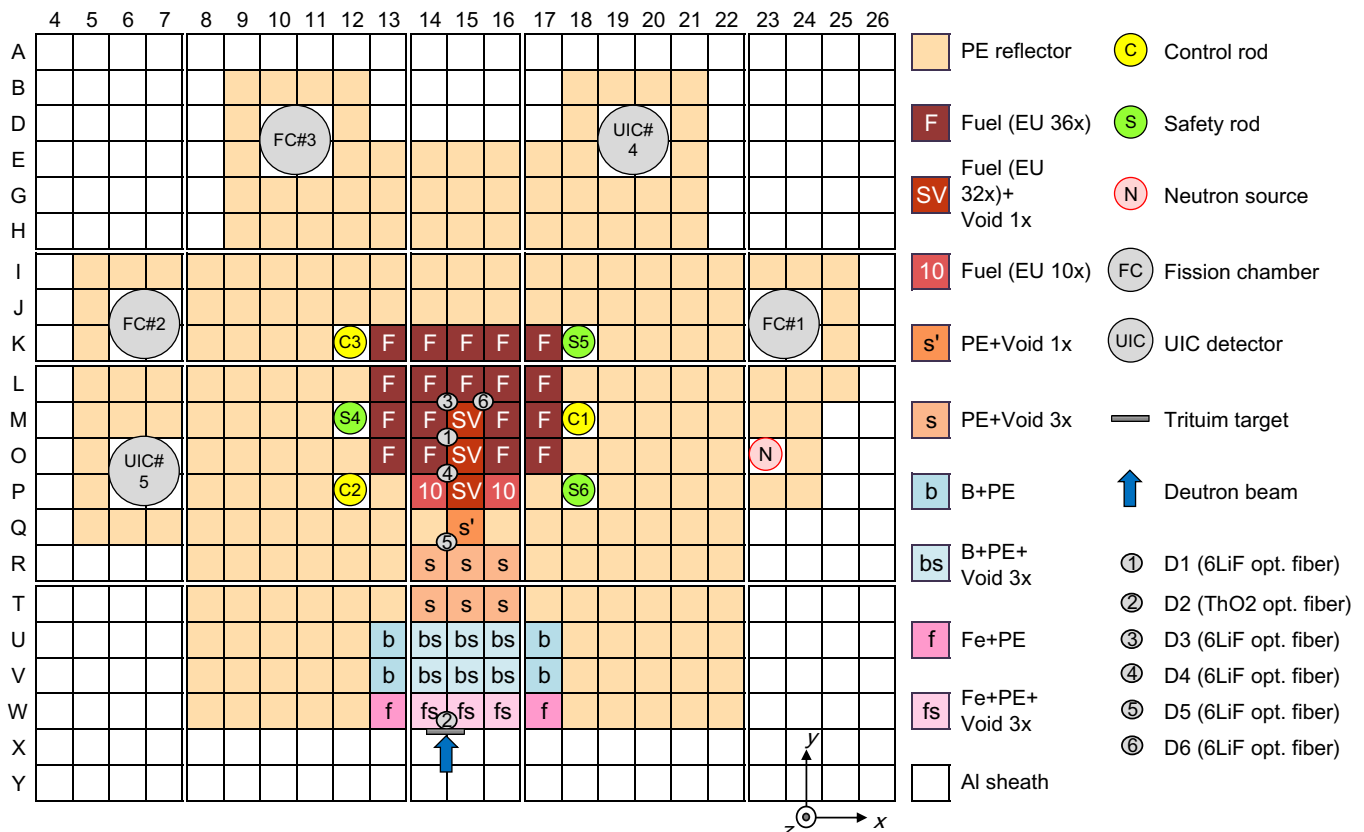 4 5 6 7 8 9 10 11 12 13 14 15 16 17 18 19 20 21 22 23 24 25 26
A
PE reflector
C
Control rod
B
D
FC#3
UIC#
4
F
Fuel (EU 36x)
S
Safety rod
E
G
SV
Fuel (EU
32x)+
Void 1x
N
Neutron source
H
I
10
Fuel (EU 10x)
FC
Fission chamber
J
FC#2
FC#1
K
C3 F F F F F S5
s'
PE+Void 1x
UIC
UIC detector
L
F F F F F
3 6
M
S4 F F SV F F C1
s
PE+Void 3x
Trituim target
1
O
UIC#
5
F F SV F F
N
4
P
C2 10 SV 10 S6
b
B+PE
Deutron beam
Q
s'
5
R
s s s
bs
B+PE+
Void 3x
1
D1 (6LiF opt. fiber)
T
s s s
2
D2 (ThO2 opt. fiber)
U
b bs bs bs b
f
Fe+PE
3
D3 (6LiF opt. fiber)
V
b bs bs bs b
4
D4 (6LiF opt. fiber)
W
f fs fs fs f
2
fs
Fe+PE+
Void 3x
5
D5 (6LiF opt. fiber)
X
6
D6 (6LiF opt. fiber)
Y
Al sheath
y
z
x